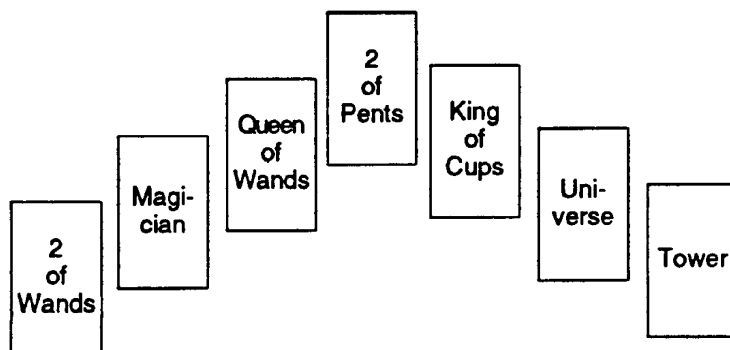 2
of
Wands
Magi-
cian
Queen
of
Wands
2
of
Pents
King
of
Cups
Uni-
verse
Tower